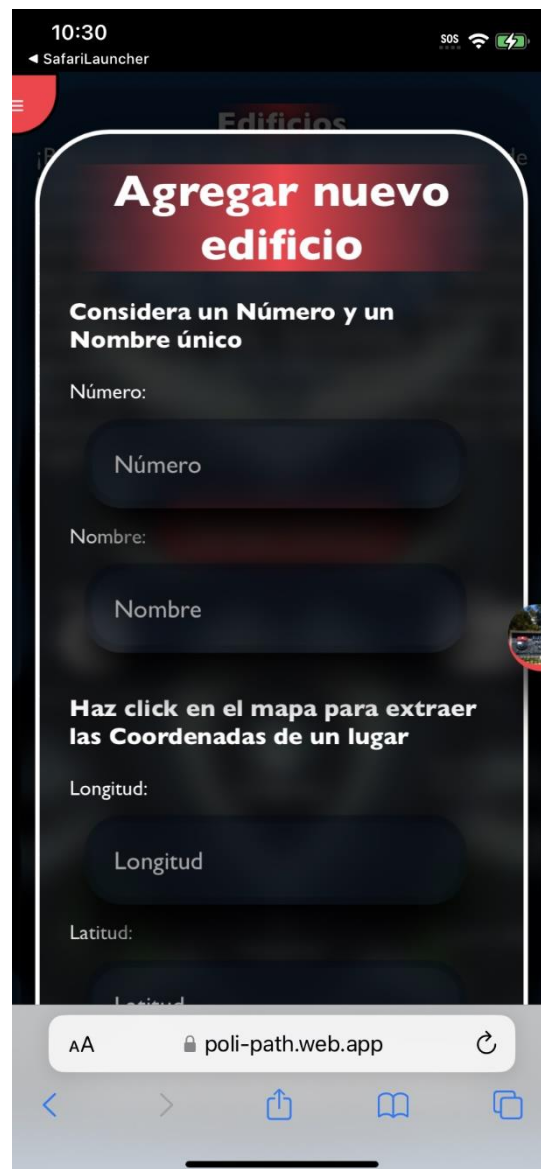 10:30
SOS
◀ SafariLauncher
Edificios
Agregar nuevo
edificio
Considera un Número y un
Nombre único
Número:
Número
Nombre:
Nombre
Haz click en el mapa para extraer
las Coordenadas de un lugar
Longitud:
Longitud
Latitud:
Latitud
AA
poli-path.web.app